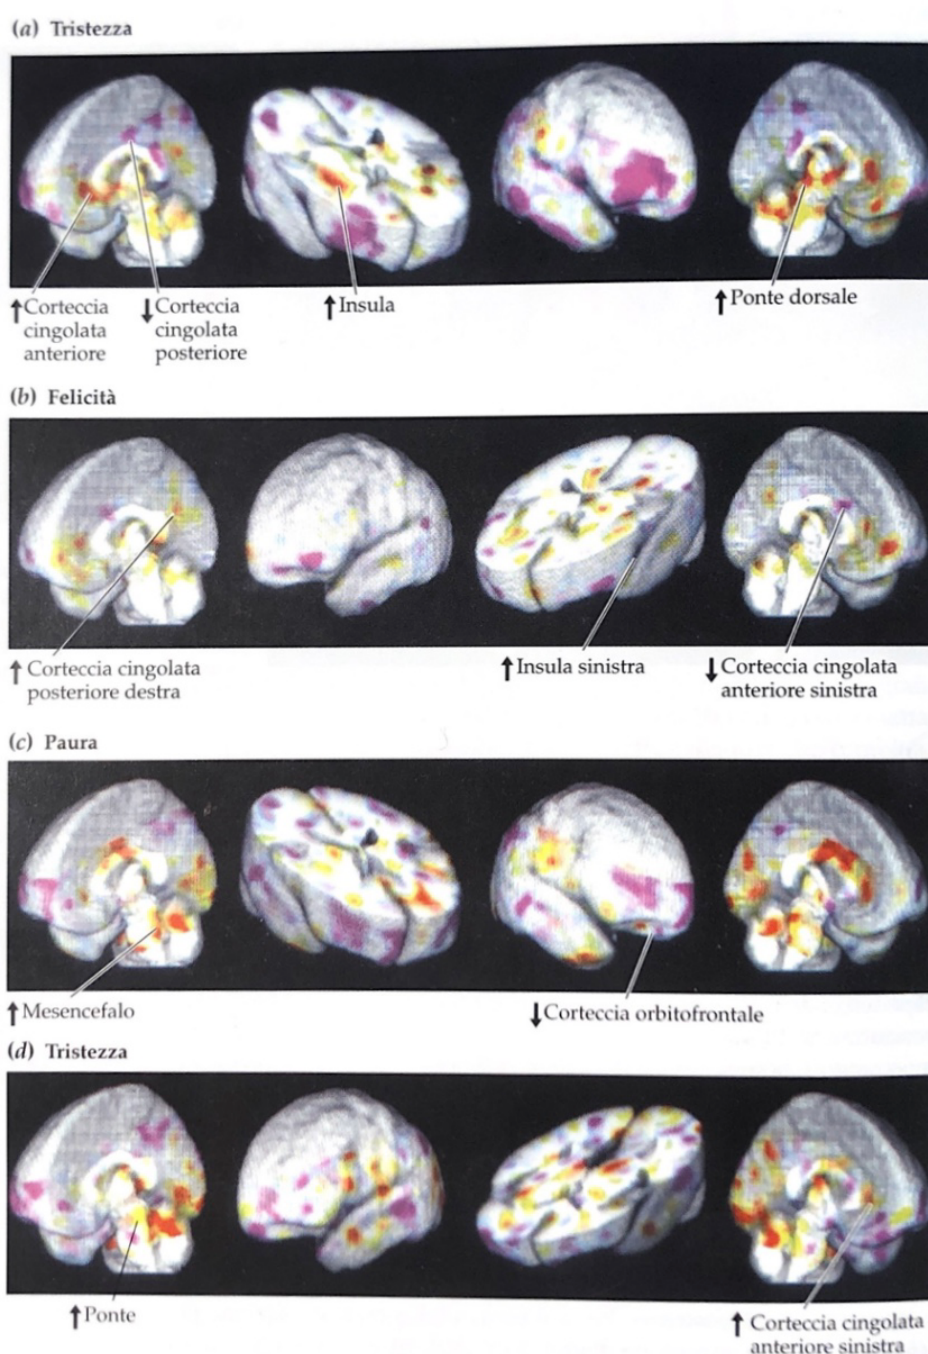 (a) Tristezza
↑Corteccia
cingolata
anteriore
↓Corteccia
cingolata
posteriore
↑Insula
↑Ponte dorsale
(b) Felicità
↑ Corteccia cingolata
posteriore destra
↑Insula sinistra
↓Corteccia cingolata
anteriore sinistra
(c) Paura
↑Mesencefalo
↓Corteccia orbitofrontale
(d) Tristezza
↑Ponte
↑ Corteccia cingolata
anteriore sinistra